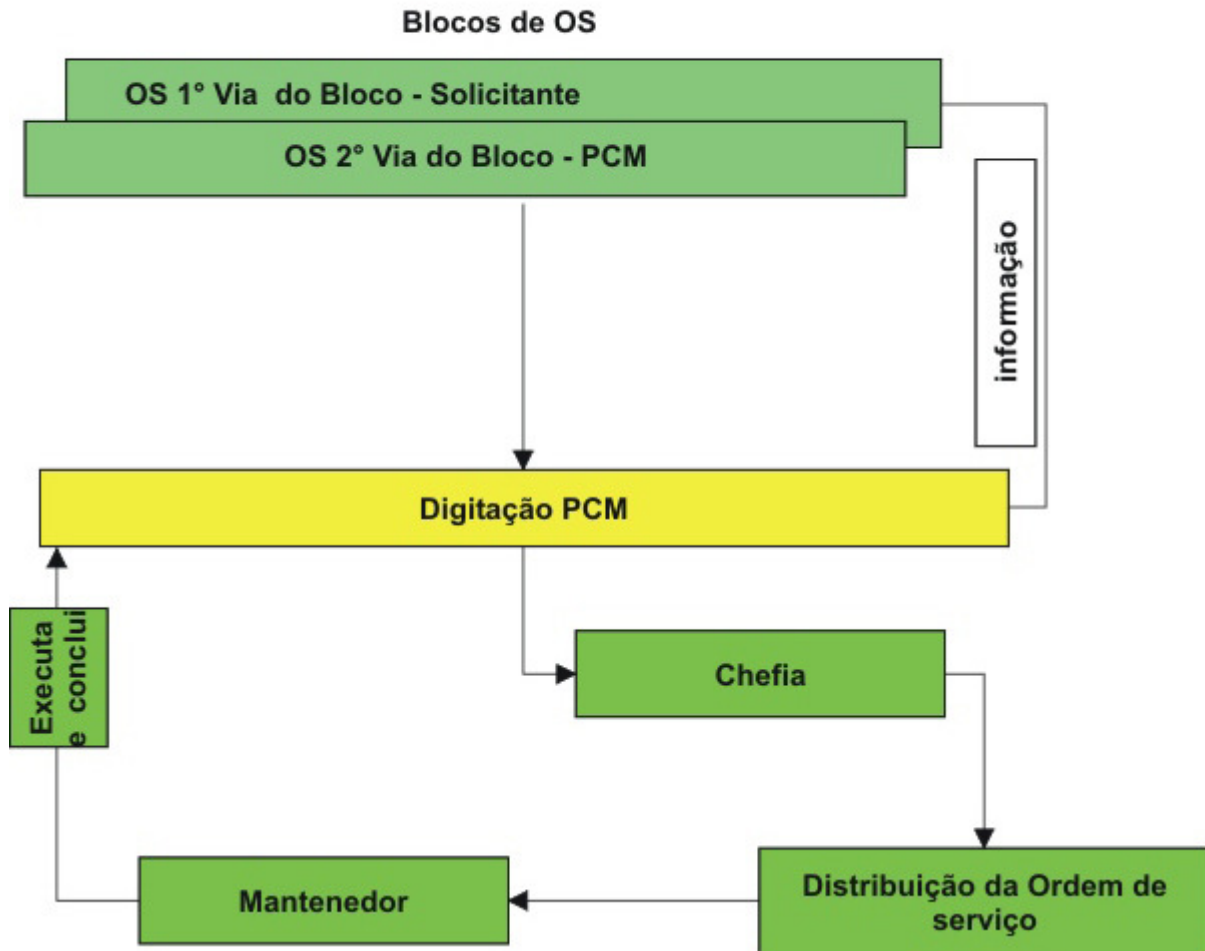 Blocos de OS
OS 1° Via do Bloco - Solicitante
OS 2° Via do Bloco - PCM
informação
Digitação PCM
Executa
e conclui
Chefia
Mantenedor
Distribuição da Ordem de
serviço